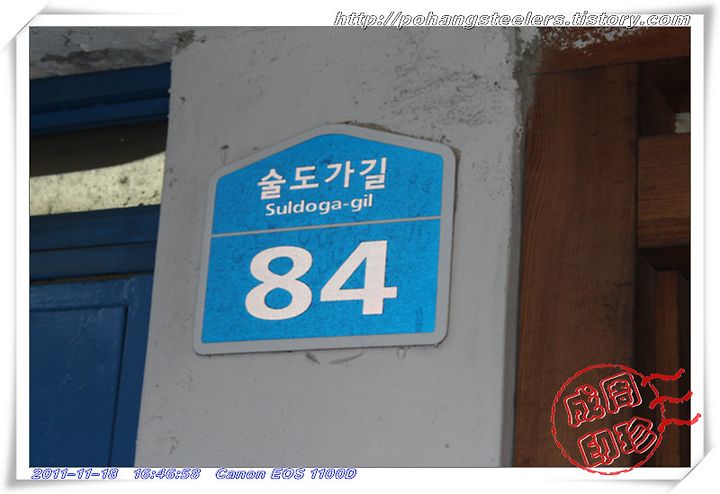 http://pohangsteelers.tistory.com
술도가길
Suldoga-gil
84
成周
印珍
2011-11-18 16:46:58 Canon EOS 1100D